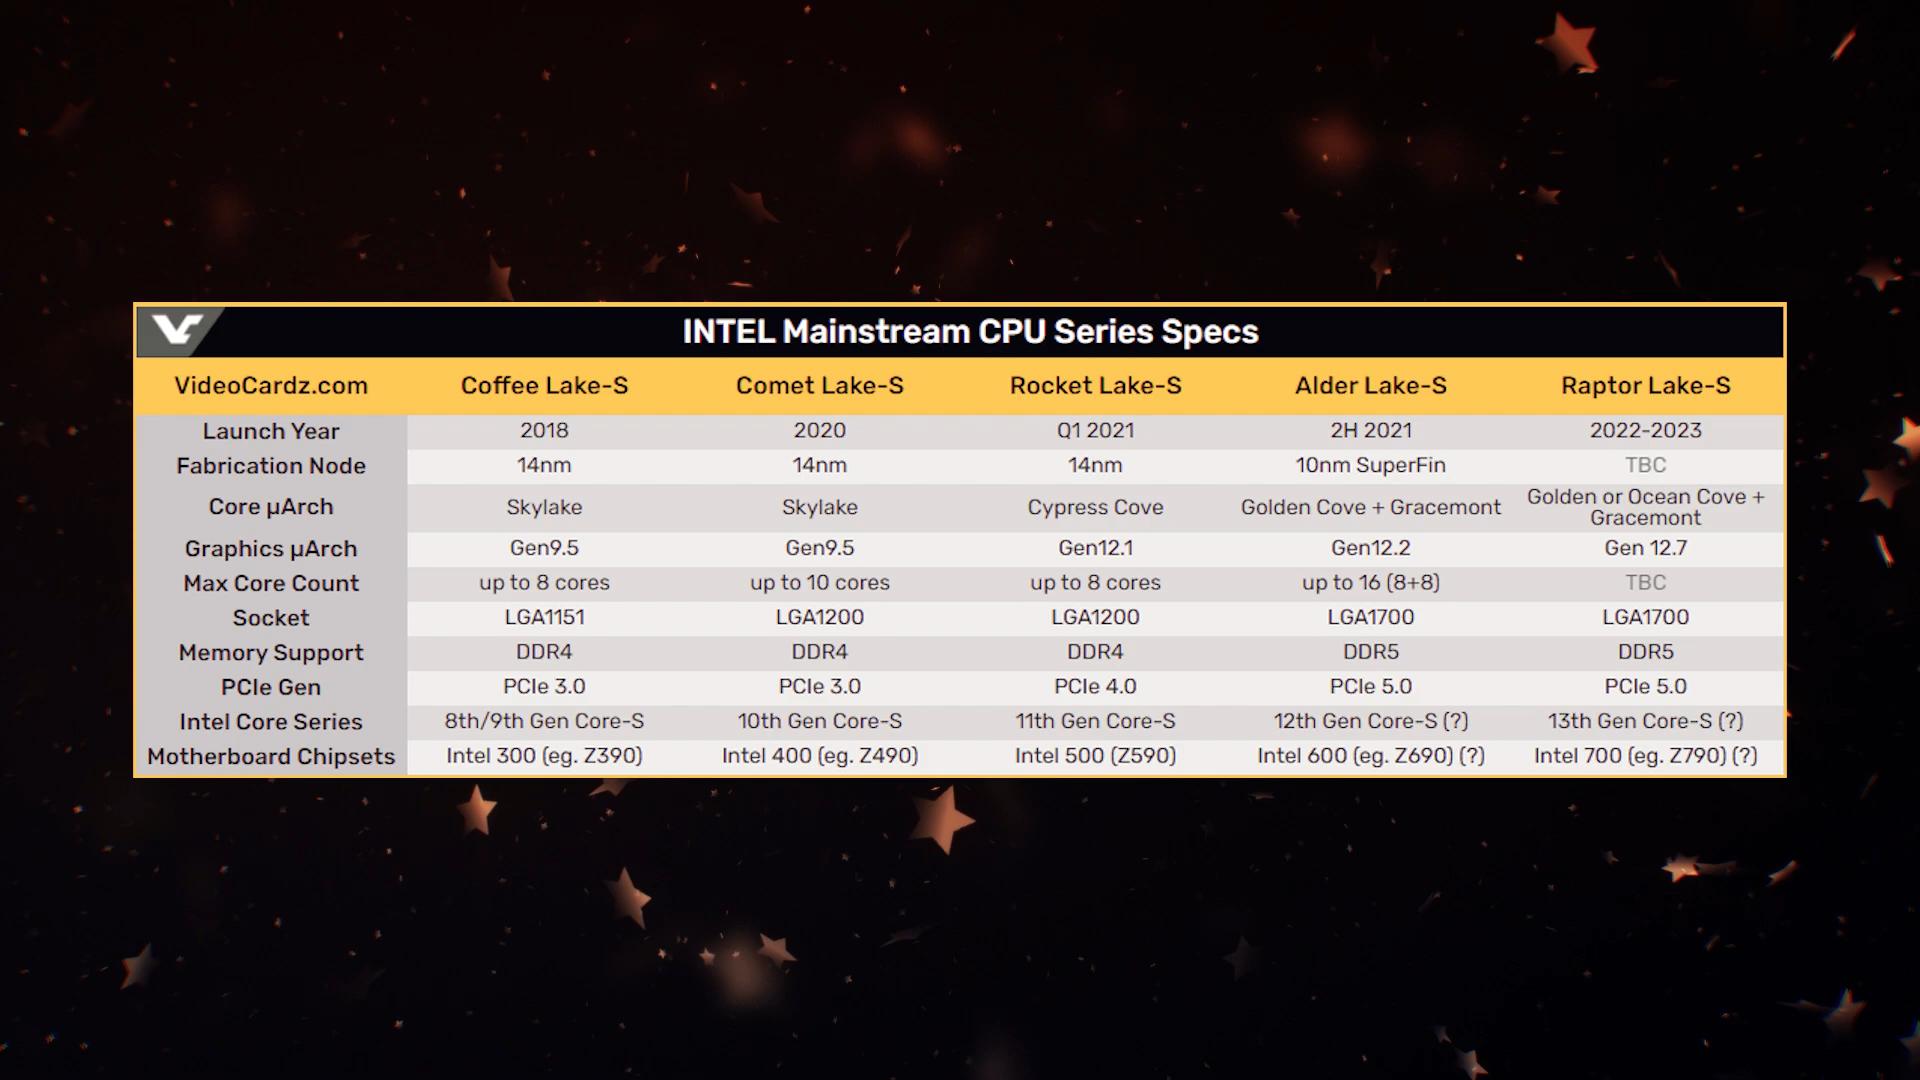 INTEL Mainstream CPU Series Specs
VideoCardz.com Coffee Lake-S Comet Lake-S Rocket Lake-S Alder Lake-S Raptor Lake-S
Launch Year 2018 2020 Q1 2021 2H 2021 2022-2023
Fabrication Node 14nm 14nm 14nm 10nm SuperFin TBC
Core µArch Skylake Skylake Cypress Cove Golden Cove + Gracemont Golden or Ocean Cove +
Gracemont
Graphics µArch Gen9.5 Gen9.5 Gen12.1 Gen12.2 Gen 12.7
Max Core Count up to 8 cores up to 10 cores up to 8 cores up to 16 (8+8) TBC
Socket LGA1151 LGA1200 LGA1200 LGA1700 LGA1700
Memory Support DDR4 DDR4 DDR4 DDR5 DDR5
PCIe Gen PCIe 3.0 PCIe 3.0 PCIe 4.0 PCIe 5.0 PCIe 5.0
Intel Core Series 8th/9th Gen Core-S 10th Gen Core-S 11th Gen Core-S 12th Gen Core-S (?) 13th Gen Core-S (?)
Motherboard Chipsets Intel 300 (eg. Z390) Intel 400 (eg. Z490) Intel 500 (Z590) Intel 600 (eg. Z690) (?) Intel 700 (eg. Z790) (?)